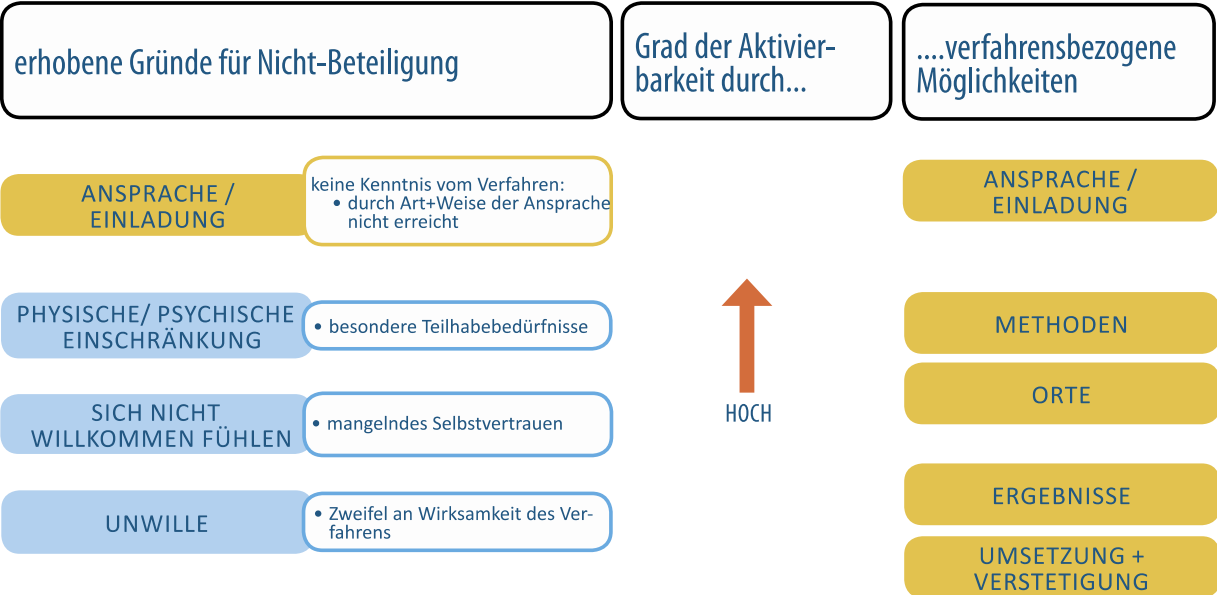 erhobene Gründe für Nicht-Beteiligung
Grad der Aktivier-
barkeit durch...
....verfahrensbezogene
Möglichkeiten
ANSPRACHE /
EINLADUNG
keine Kenntnis vom Verfahren:
• durch Art+Weise der Ansprache
nicht erreicht
ANSPRACHE /
EINLADUNG
PHYSISCHE/ PSYCHISCHE
EINSCHRÄNKUNG
• besondere Teilhabebedürfnisse
METHODEN
ORTE
HOCH
SICH NICHT
WILLKOMMEN FÜHLEN
• mangelndes Selbstvertrauen
ERGEBNISSE
UNWILLE
• Zweifel an Wirksamkeit des Ver-
fahrens
UMSETZUNG +
VERSTETIGUNG